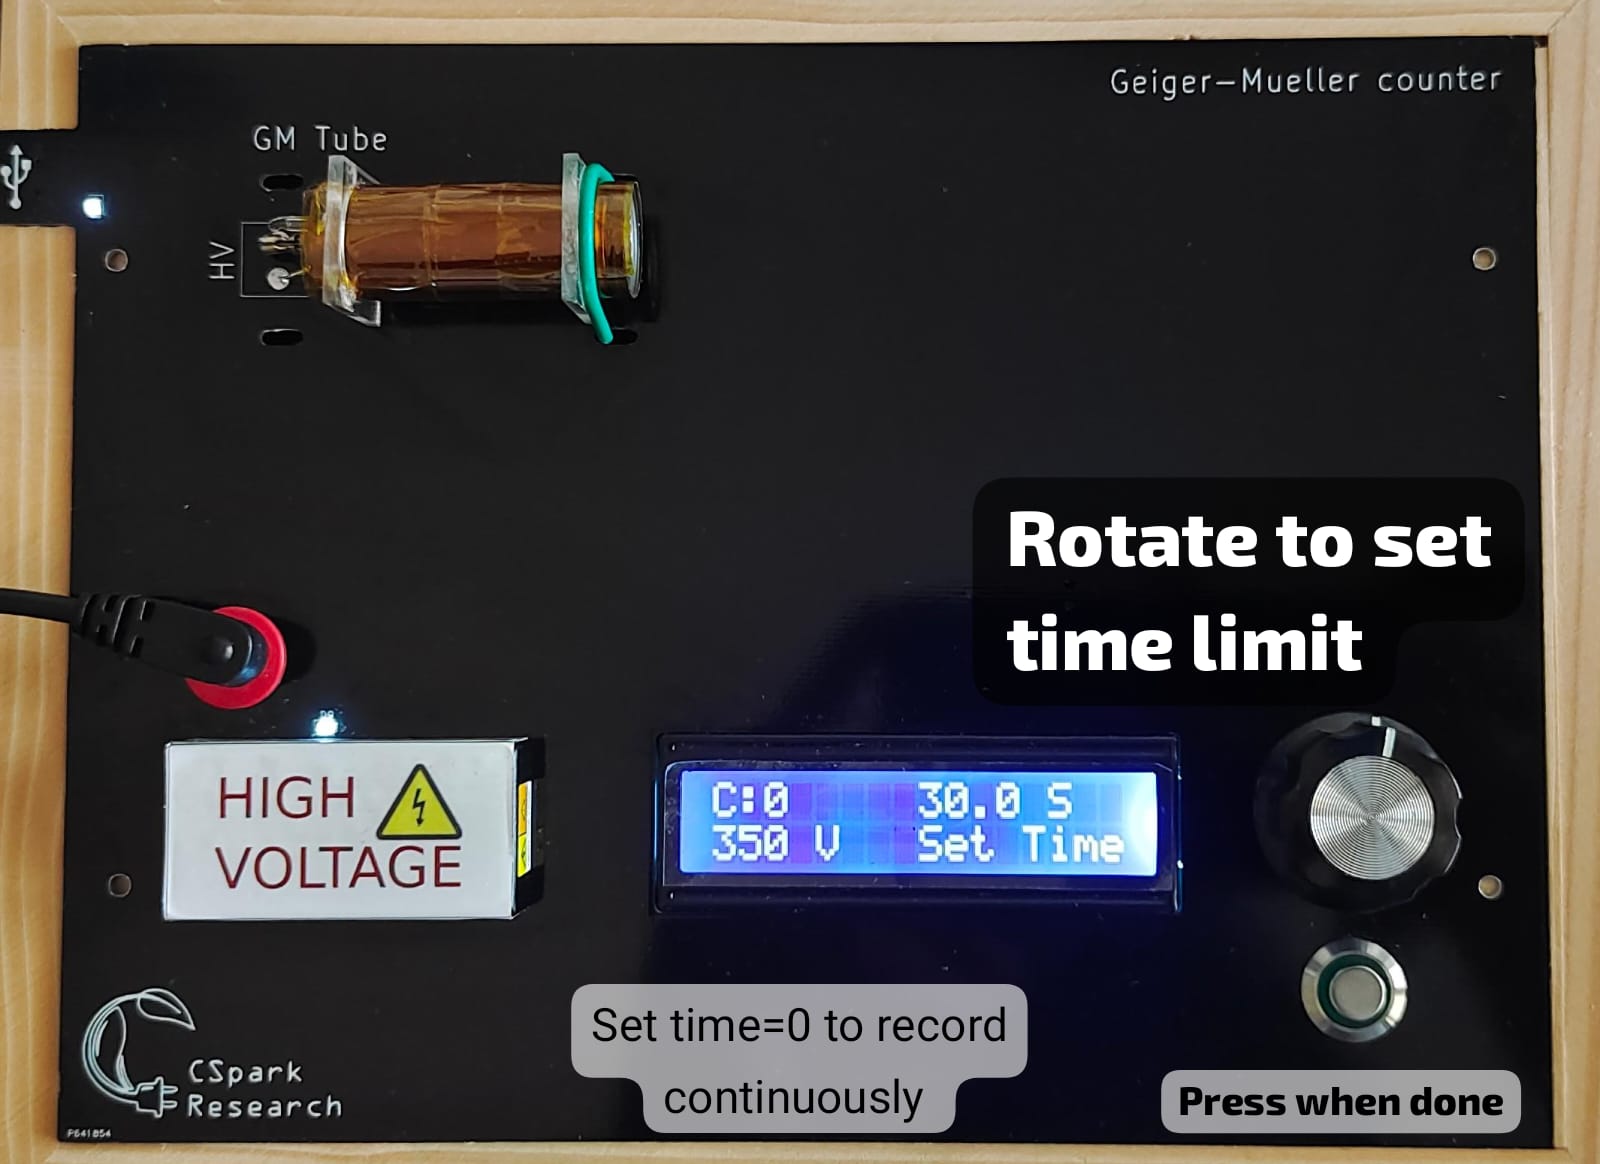 Geiger-Mueller counter
GM Tube
HV
Rotate to set
time limit
HIGH
VOLTAGE
C:0 30.0 S
350 V Set Time
Set time=0 to record
continuously
Press when done
CSpark
Research
P641854